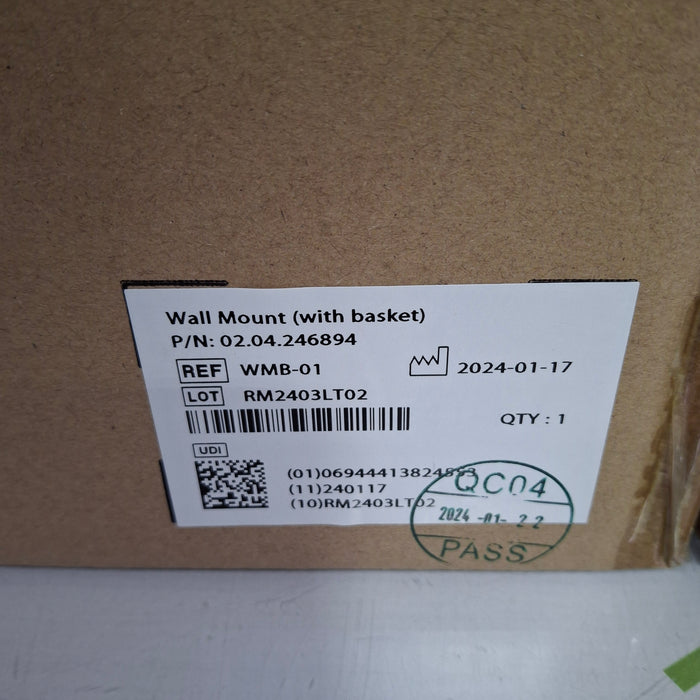 Wall Mount (with basket)
P/N: 02.04.246894
REF WMB-01
2024-01-17
LOT RM2403LT02
QTY : 1
UDI
(11)240117
(10)RM2403LT02
QC04
2024-01-22
PASS